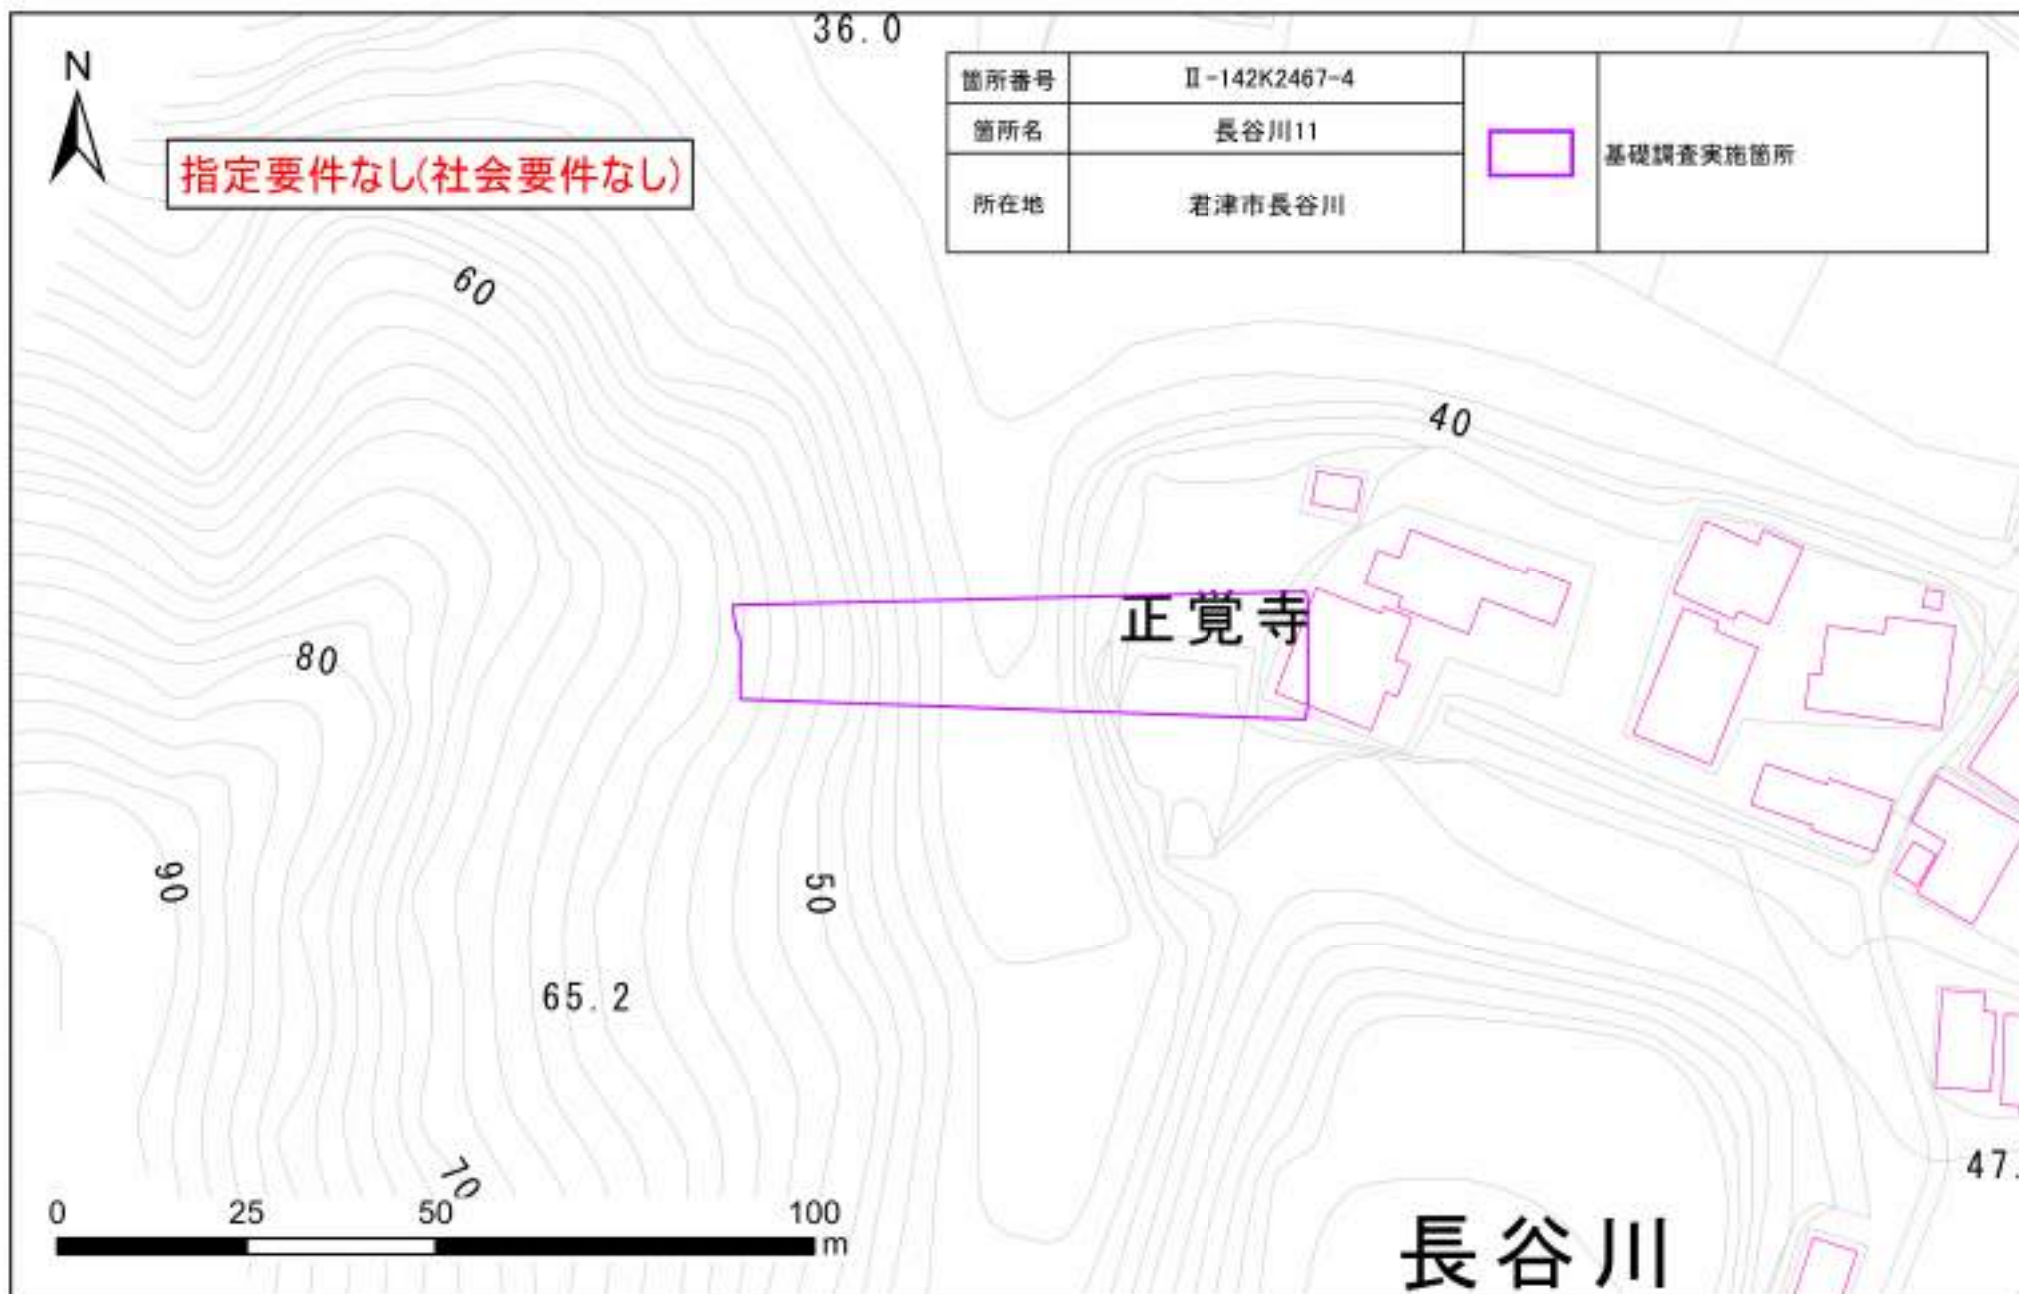 36.0
N
箇所番号 Ⅱ-142K2467-4
指定要件なし(社会要件なし)
箇所名 長谷川11
基礎調査実施箇所
所在地 君津市長谷川
60
40
正覚寺
80
90
50
65.2
70
47.
0 25 50 100
m
長谷川